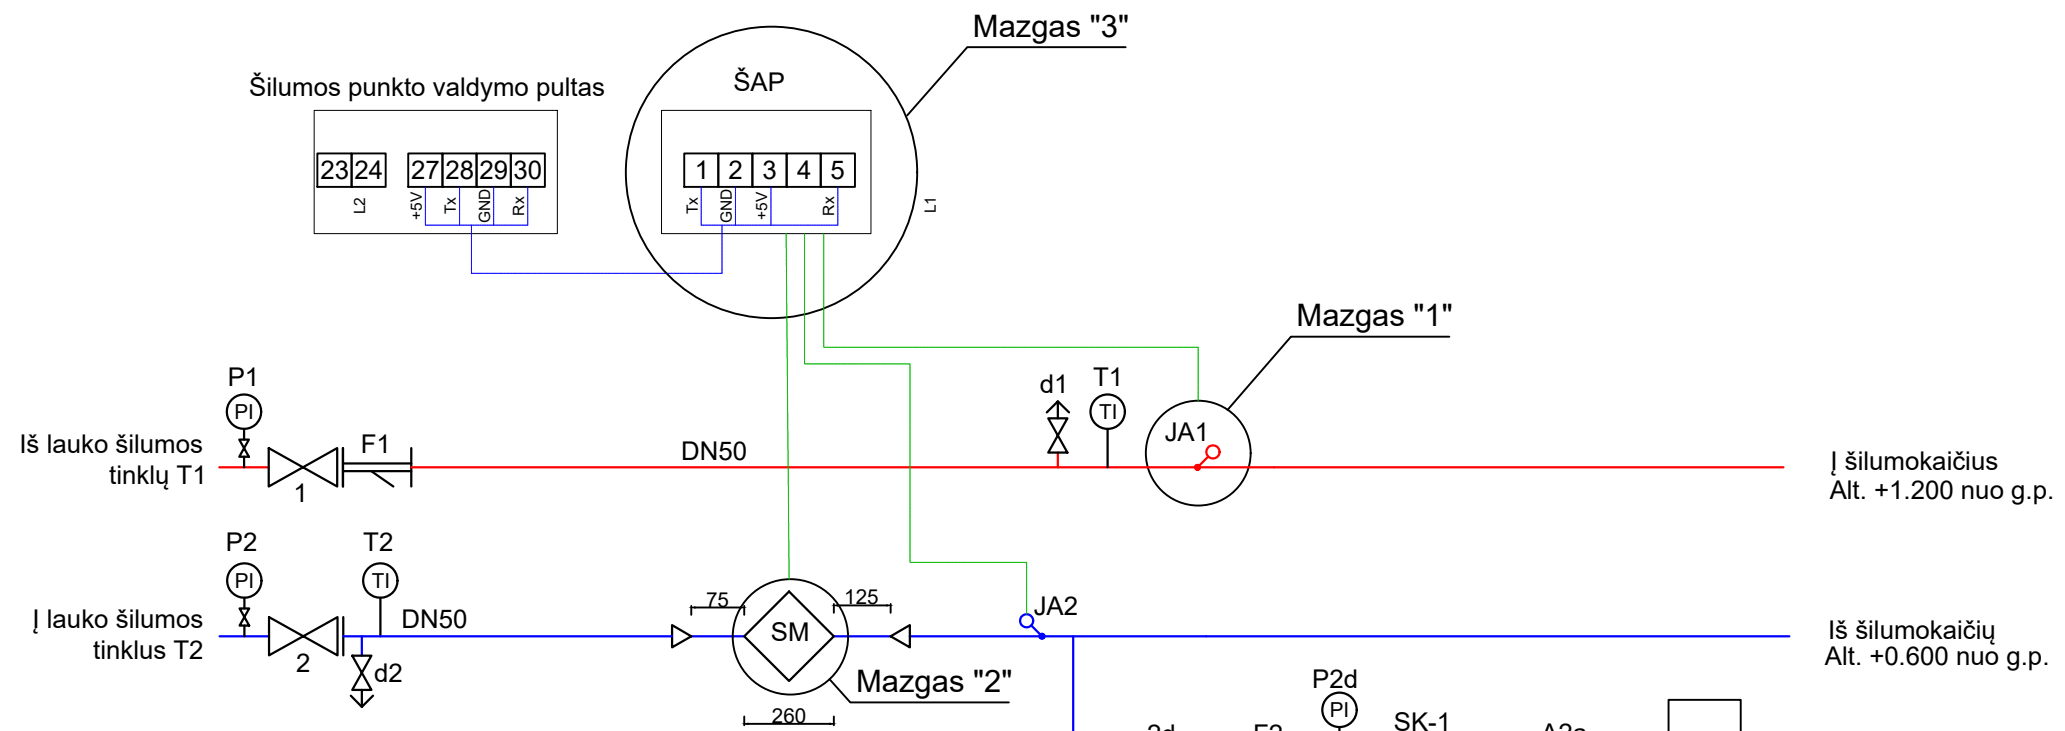 Mazgas "3"
Šilumos punkto valdymo pultas
ŠAP
23 24 27 28 29 30
L2 +5V Tx GND Rx
1 2 3 4 5
Tx GND +5V Rx
L1
Mazgas "1"
P1
PI
d1
T1
TI
Iš lauko šilumos
tinklų T1
F1
1
DN50
JA1
Į šilumokaičius
Alt. +1.200 nuo g.p.
P2
PI
T2
TI
Į lauko šilumos
tinklus T2
2
d2
DN50
75
SM
125
260
Mazgas "2"
JA2
Iš šilumokaičių
Alt. +0.600 nuo g.p.
P2d
PI
SK-1